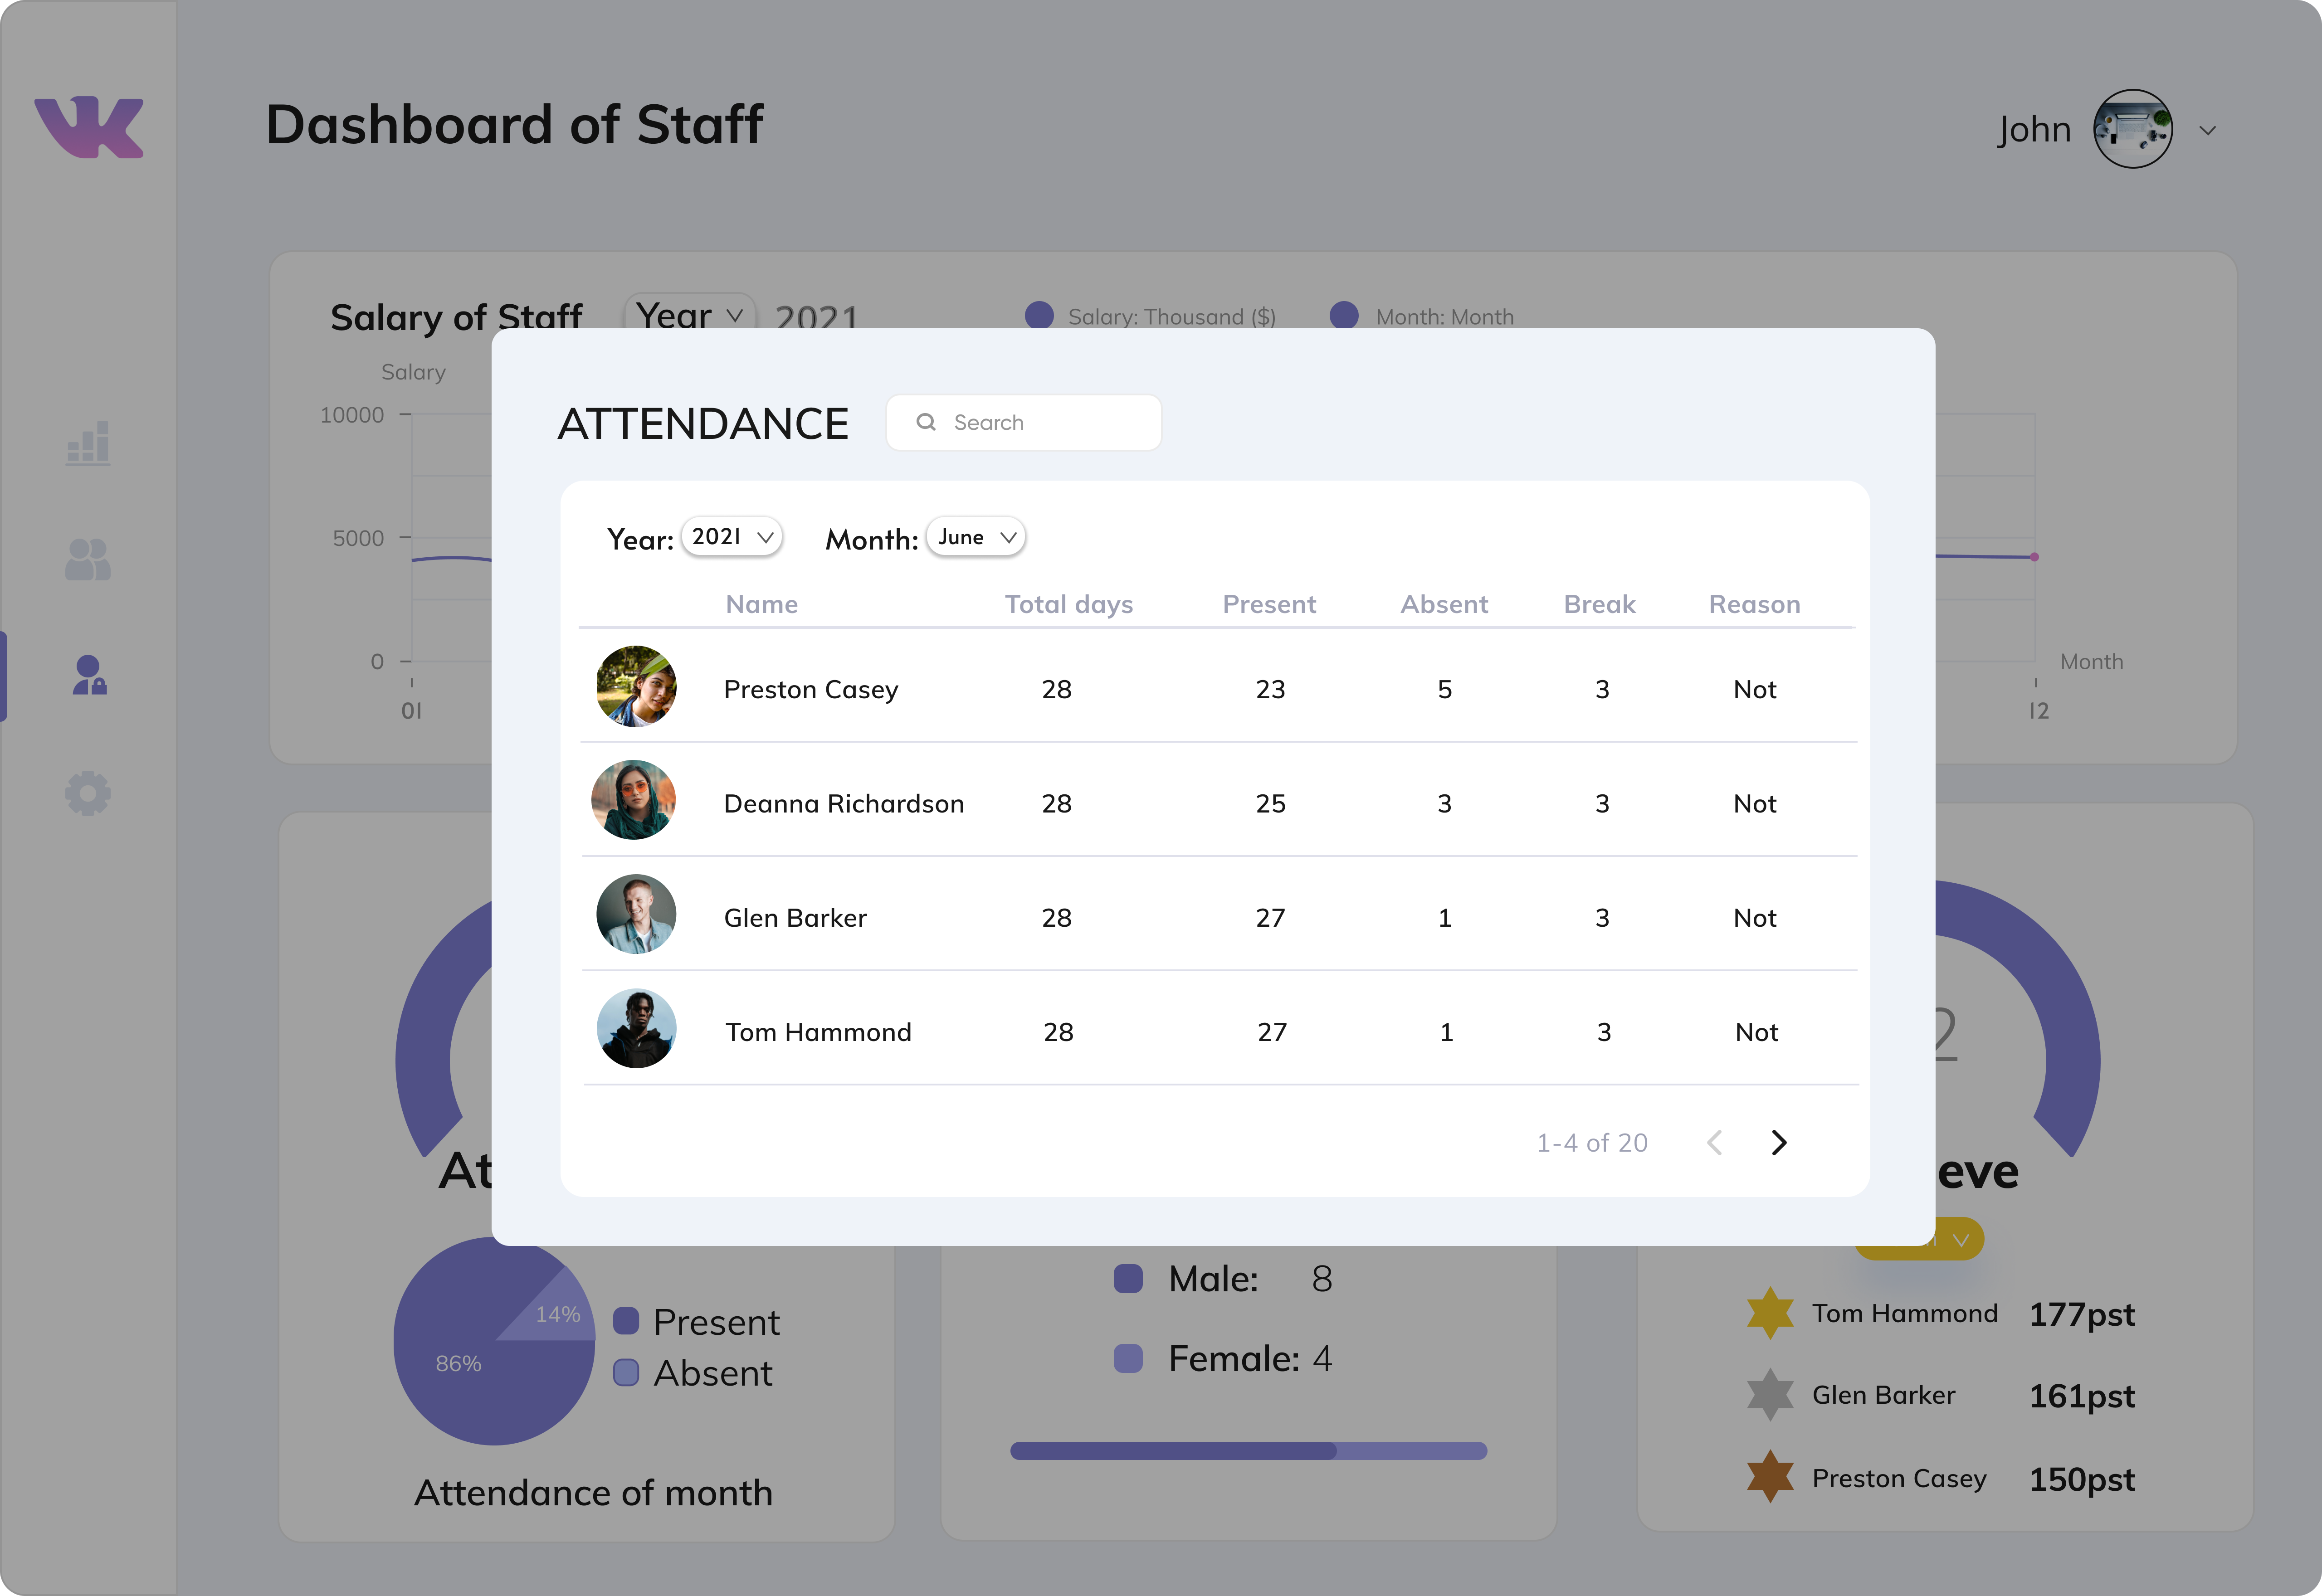 Dashboard of Staff
John
Salary of Staff Year 2021 Salary: Thousand ($) Month: Month
Salary
10000
5000
0
01
12
Month
ATTENDANCE Search
Year: 2021 Month: June
Name Total days Present Absent Break Reason
Preston Casey 28 23 5 3 Not
Deanna Richardson 28 25 3 3 Not
Glen Barker 28 27 1 3 Not
Tom Hammond 28 27 1 3 Not
1-4 of 20
2
At
eve
14%
86%
Present
Absent
Attendance of month
Male: 8
Female: 4
Tom Hammond 177pst
Glen Barker 161pst
Preston Casey 150pst